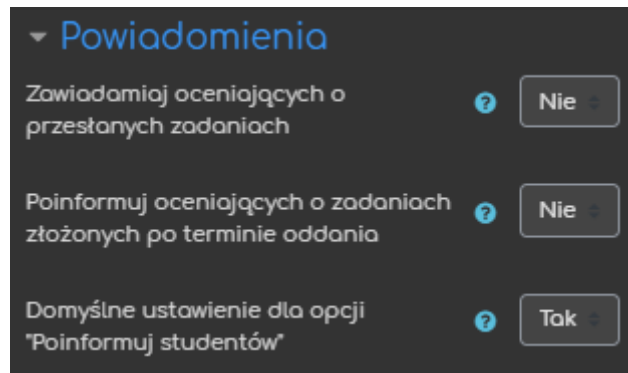 Powiadomienia
Zawiadamiaj oceniających o
przesłanych zadaniach
Nie
Poinformuj oceniających o zadaniach
złożonych po terminie oddania
Nie
Domyślne ustawienie dla opcji
"Poinformuj studentów"
Tak